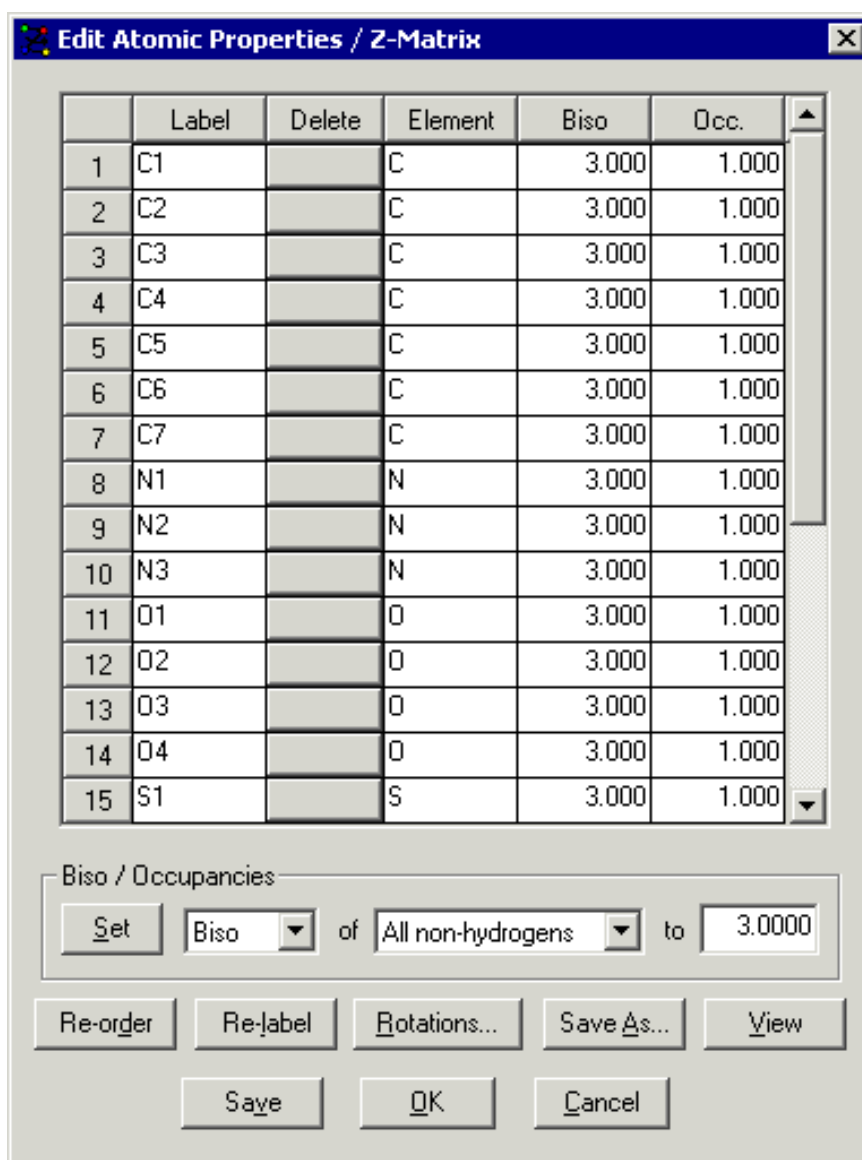 Edit Atomic Properties / Z-Matrix
Label Delete Element Biso Occ.
1 C1 C 3.000 1.000
2 C2 C 3.000 1.000
3 C3 C 3.000 1.000
4 C4 C 3.000 1.000
5 C5 C 3.000 1.000
6 C6 C 3.000 1.000
7 C7 C 3.000 1.000
8 N1 N 3.000 1.000
9 N2 N 3.000 1.000
10 N3 N 3.000 1.000
11 O1 O 3.000 1.000
12 O2 O 3.000 1.000
13 O3 O 3.000 1.000
14 O4 O 3.000 1.000
15 S1 S 3.000 1.000
Biso / Occupancies
Set Biso of All non-hydrogens to 3.0000
Re-order Re-label Rotations... Save As... View
Save OK Cancel